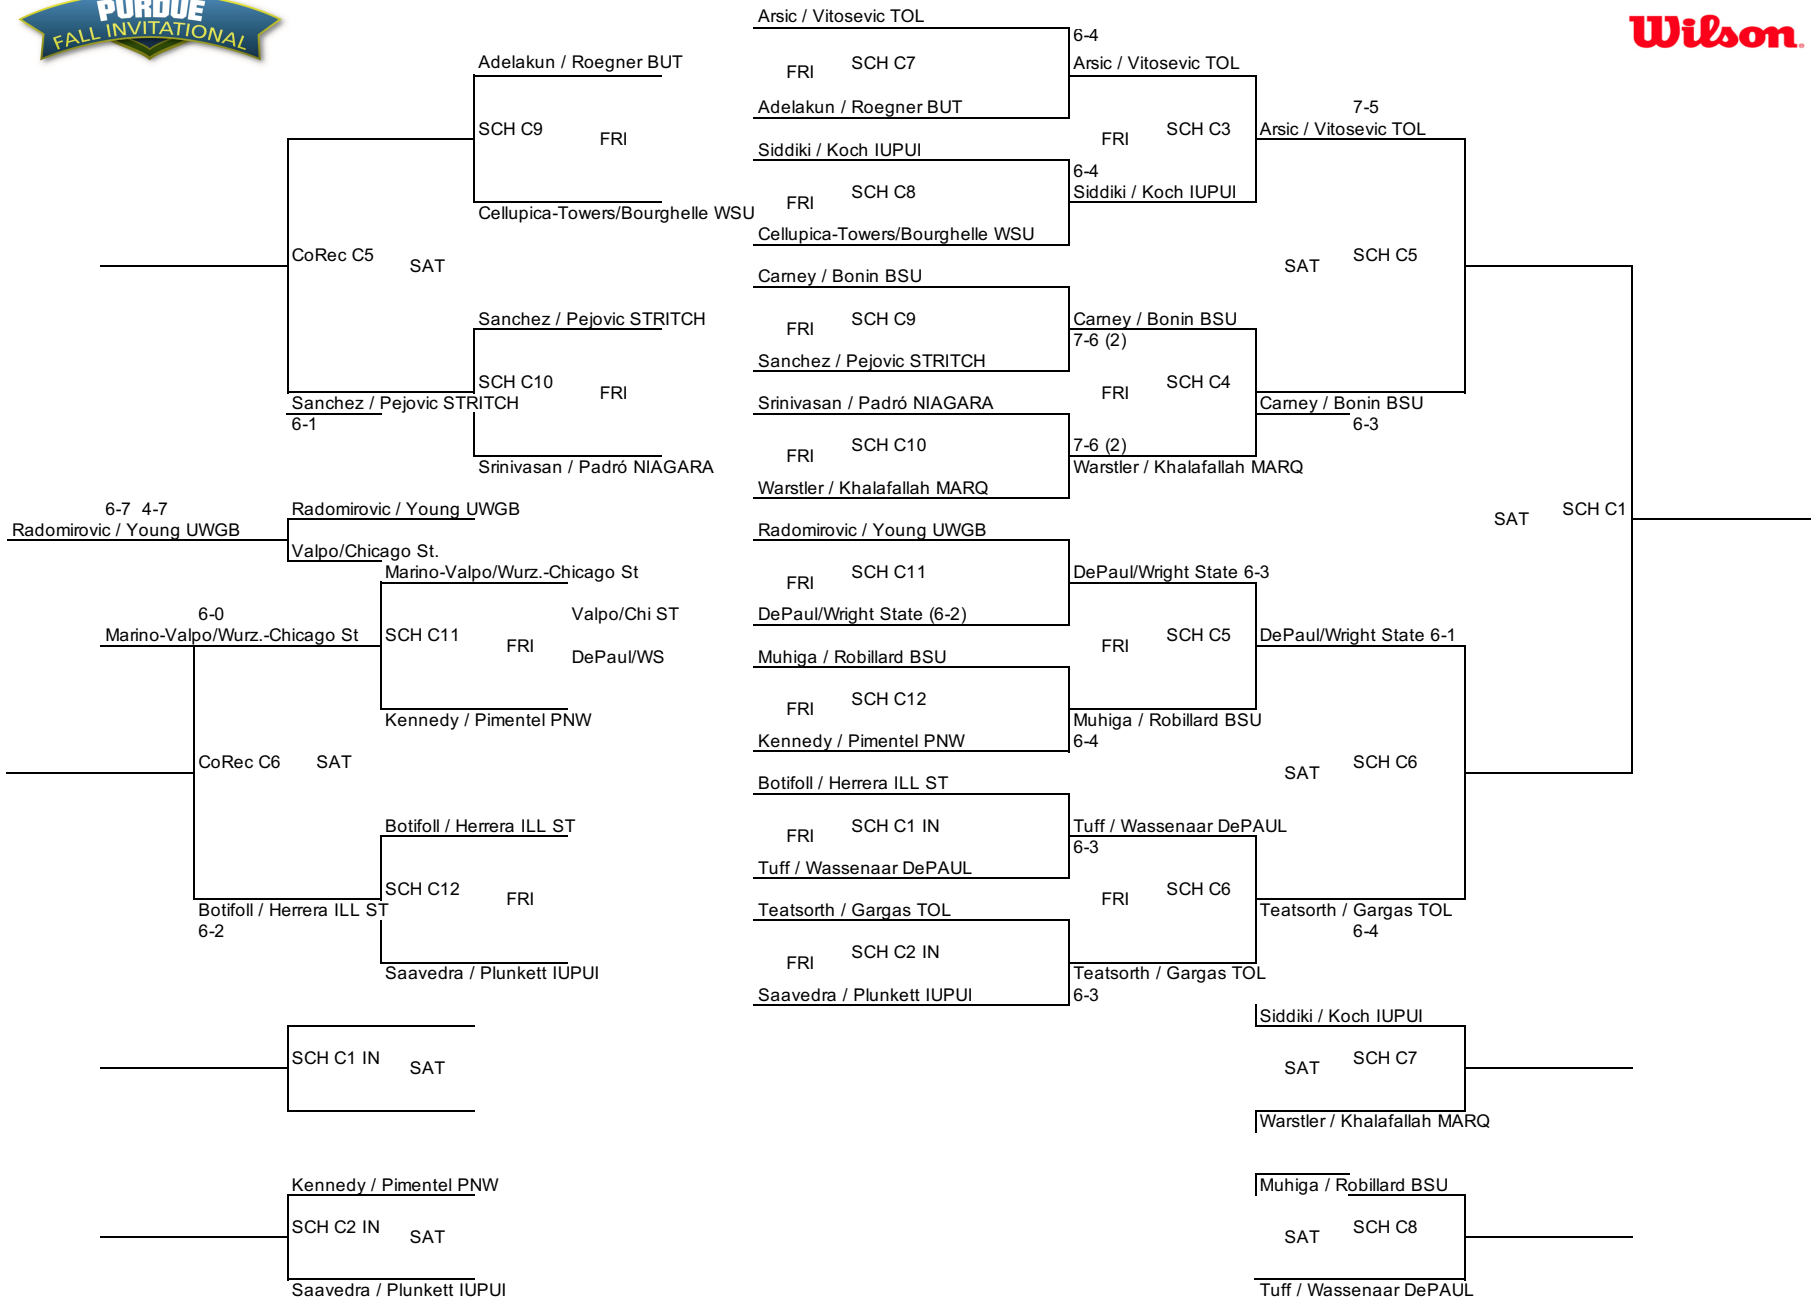 PURDUE
FALL INVITATIONAL
Wilson.
Arsic / Vitosevic TOL
6-4
Adelakun / Roegner BUT
FRI
SCH C7
Arsic / Vitosevic TOL
Adelakun / Roegner BUT
7-5
SCH C9
FRI
FRI
SCH C3
Arsic / Vitosevic TOL
Siddiki / Koch IUPUI
6-4
FRI
SCH C8
Siddiki / Koch IUPUI
Cellupica-Towers/Bourghelle WSU
Cellupica-Towers/Bourghelle WSU
CoRec C5
SAT
SAT
SCH C5
Carney / Bonin BSU
Sanchez / Pejovic STRITCH
FRI
SCH C9
Carney / Bonin BSU
7-6 (2)
Sanchez / Pejovic STRITCH
SCH C10
FRI
FRI
SCH C4
Sanchez / Pejovic STRITCH
6-1
Srinivasan / Padró NIAGARA
Carney / Bonin BSU
6-3
FRI
SCH C10
7-6 (2)
Srinivasan / Padró NIAGARA
Warstler / Khalafallah MARQ
Warstler / Khalafallah MARQ
6-7 4-7
Radomirovic / Young UWGB
Radomirovic / Young UWGB
Valpo/Chicago St.
Radomirovic / Young UWGB
SAT
SCH C1
Marino-Valpo/Wurz.-Chicago St
FRI
SCH C11
DePaul/Wright State 6-3
6-0
Valpo/Chi ST
DePaul/Wright State (6-2)
Marino-Valpo/Wurz.-Chicago St
SCH C11
FRI
DePaul/WS
FRI
SCH C5
DePaul/Wright State 6-1
Muhiga / Robillard BSU
FRI
SCH C12
Kennedy / Pimentel PNW
Muhiga / Robillard BSU
6-4
Kennedy / Pimentel PNW
CoRec C6
SAT
SAT
SCH C6
Botifoll / Herrera ILL ST
Botifoll / Herrera ILL ST
FRI
SCH C1 IN
Tuff / Wassenaar DePAUL
6-3
Tuff / Wassenaar DePAUL
SCH C12
FRI
FRI
SCH C6
Botifoll / Herrera ILL ST
6-2
Teatsorth / Gargas TOL
Teatsorth / Gargas TOL
6-4
FRI
SCH C2 IN
Saavedra / Plunkett IUPUI
Teatsorth / Gargas TOL
6-3
Saavedra / Plunkett IUPUI
Siddiki / Koch IUPUI
SCH C1 IN
SAT
SAT
SCH C7
Warstler / Khalafallah MARQ
Kennedy / Pimentel PNW
Muhiga / Robillard BSU
SCH C2 IN
SAT
SAT
SCH C8
Saavedra / Plunkett IUPUI
Tuff / Wassenaar DePAUL